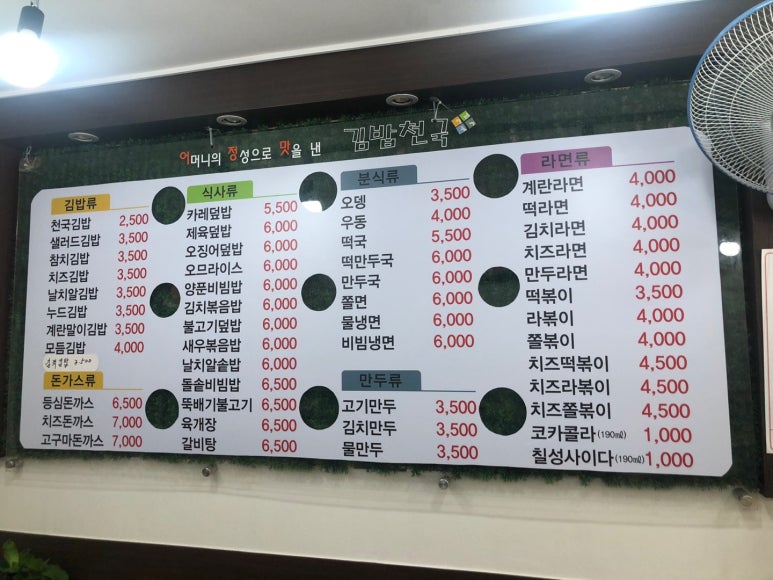 어머니의 정성으로 맛을 낸 김밥천국
김밥류
천국김밥 2,500
샐러드김밥 3,500
참치김밥 3,500
치즈김밥 3,500
날치알김밥 3,500
누드김밥 3,500
계란말이김밥 3,500
모듬김밥 4,000
3,500
돈가스류
등심돈까스 6,500
치즈돈까스 7,000
고구마돈까스 7,000
식사류
카레덮밥 5,500
제육덮밥 6,000
오징어덮밥 6,000
오므라이스 6,000
양푼비빔밥 6,000
김치볶음밥 6,000
불고기덮밥 6,000
새우볶음밥 6,000
날치알솥밥 6,000
돌솥비빔밥 6,500
뚝배기불고기 6,500
육개장 6,500
갈비탕 6,500
분식류
오뎅 3,500
우동 4,000
떡국 5,500
떡만두국 6,000
만두국 6,000
쫄면 6,000
물냉면 6,000
비빔냉면 6,000
만두류
고기만두 3,500
김치만두 3,500
물만두 3,500
라면류
계란라면 4,000
떡라면 4,000
김치라면 4,000
치즈라면 4,000
만두라면 4,000
떡볶이 3,500
라볶이 4,000
쫄볶이 4,000
치즈떡볶이 4,500
치즈라볶이 4,500
치즈쫄볶이 4,500
코카콜라(190㎖) 1,000
칠성사이다(190㎖) 1,000